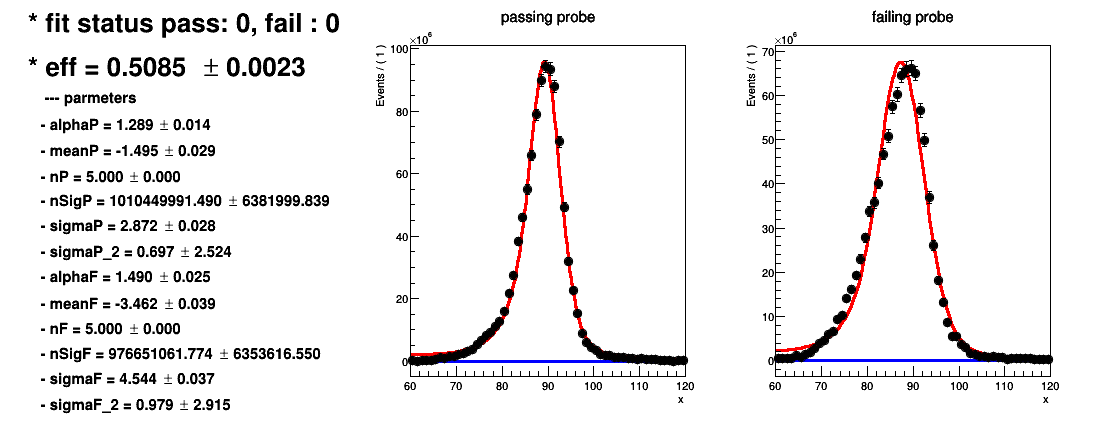 * fit status pass: 0, fail : 0
* eff = 0.5085 ± 0.0023
--- parmeters
- alphaP = 1.289 ± 0.014
- meanP = -1.495 ± 0.029
- nP = 5.000 ± 0.000
- nSigP = 1010449991.490 ± 6381999.839
- sigmaP = 2.872 ± 0.028
- sigmaP_2 = 0.697 ± 2.524
- alphaF = 1.490 ± 0.025
- meanF = -3.462 ± 0.039
- nF = 5.000 ± 0.000
- nSigF = 976651061.774 ± 6353616.550
- sigmaF = 4.544 ± 0.037
- sigmaF_2 = 0.979 ± 2.915
passing probe
×10⁶
Events / ( 1 )
100
80
60
40
20
0
60 70 80 90 100 110 120
x
failing probe
×10⁶
Events / ( 1 )
70
60
50
40
30
20
10
0
60 70 80 90 100 110 120
x